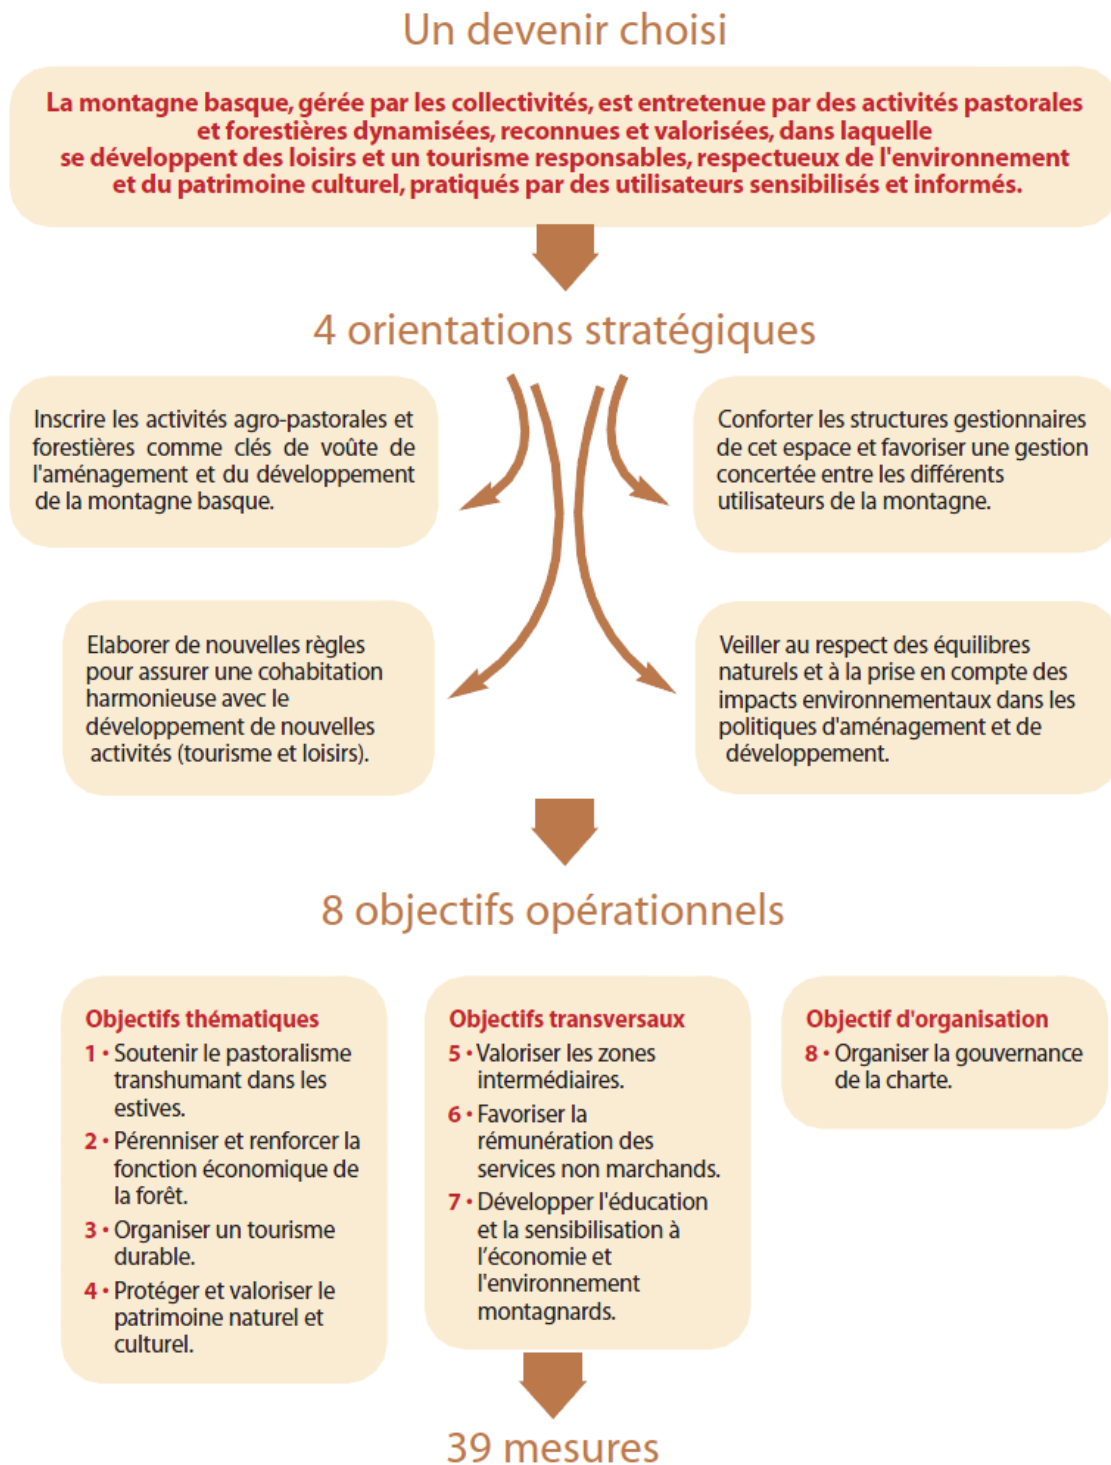 Un devenir choisi
La montagne basque, gérée par les collectivités, est entretenue par des activités pastorales
et forestières dynamisées, reconnues et valorisées, dans laquelle
se développent des loisirs et un tourisme responsables, respectueux de l'environnement
et du patrimoine culturel, pratiqués par des utilisateurs sensibilisés et informés.
4 orientations stratégiques
Inscrire les activités agro-pastorales et
forestières comme clés de voûte de
l'aménagement et du développement
de la montagne basque.
Conforter les structures gestionnaires
de cet espace et favoriser une gestion
concertée entre les différents
utilisateurs de la montagne.
Elaborer de nouvelles règles
pour assurer une cohabitation
harmonieuse avec le
développement de nouvelles
activités (tourisme et loisirs).
Veiller au respect des équilibres
naturels et à la prise en compte des
impacts environnementaux dans les
politiques d'aménagement et de
développement.
8 objectifs opérationnels
Objectifs thématiques
1 • Soutenir le pastoralisme
transhumant dans les
estives.
2 • Pérenniser et renforcer la
fonction économique de
la forêt.
3 • Organiser un tourisme
durable.
4 • Protéger et valoriser le
patrimoine naturel et
culturel.
Objectifs transversaux
5 • Valoriser les zones
intermédiaires.
6 • Favoriser la
rémunération des
services non marchands.
7 • Développer l'éducation
et la sensibilisation à
l’économie et
l'environnement
montagnards.
Objectif d'organisation
8 • Organiser la gouvernance
de la charte.
39 mesures